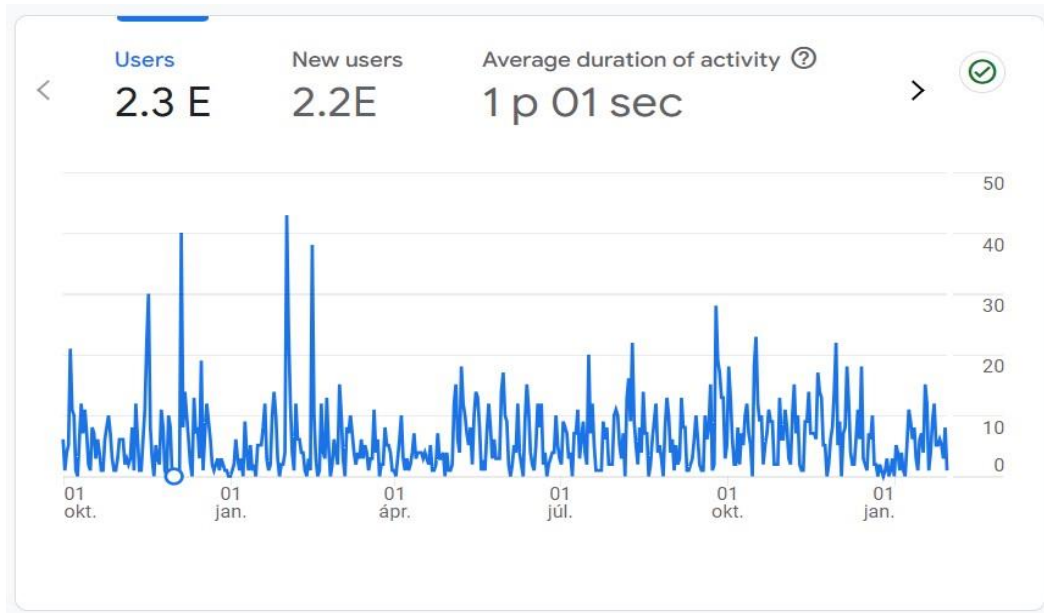 Users New users Average duration of activity
2.3 E 2.2E 1 p 01 sec
50
40
30
20
10
0
01 01 01 01 01 01
okt. jan. ápr. júl. okt. jan.